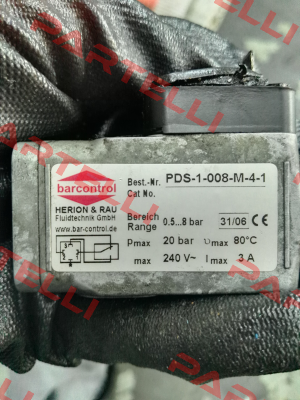 barcontrol
HERION & RAU
Fluidtechnik GmbH
www.bar-control.de
Best.-Nr. PDS-1-008-M-4-1
Cat No.
Bereich
Range 0.5...8 bar 31/06 CE
Pmax 20 bar υmax 80°C
max 240 V~ Imax 3 A
PARTELLI
PARTELLI
PARTELLI
PARTELLI